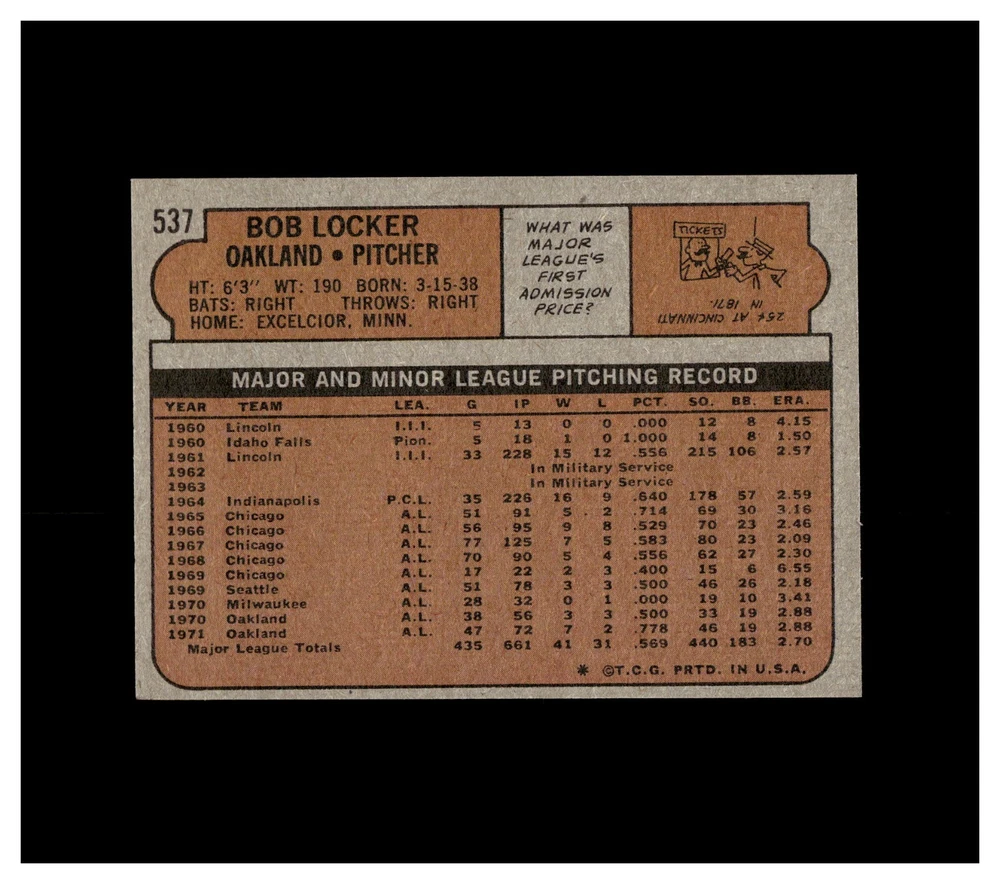 537
BOB LOCKER
OAKLAND • PITCHER
HT: 6'3" WT: 190 BORN: 3-15-38
BATS: RIGHT THROWS: RIGHT
HOME: EXCELCIOR, MINN.
WHAT WAS
MAJOR
LEAGUE'S
FIRST
ADMISSION
PRICE?
TICKETS
25¢ AT CINCINNATI
IN 1871.
MAJOR AND MINOR LEAGUE PITCHING RECORD
YEAR TEAM LEA. G IP W L PCT. SO. BB. ERA.
1960 Lincoln I.I.I. 5 13 0 0 .000 12 8 4.15
1960 Idaho Falls Pion. 5 18 1 0 1.000 14 8 1.50
1961 Lincoln I.I.I. 33 228 15 12 .556 215 106 2.57
1962 In Military Service
1963 In Military Service
1964 Indianapolis P.C.L. 35 226 16 9 .640 178 57 2.59
1965 Chicago A.L. 51 91 5 2 .714 69 30 3.16
1966 Chicago A.L. 56 95 9 8 .529 70 23 2.46
1967 Chicago A.L. 77 125 7 5 .583 80 23 2.09
1968 Chicago A.L. 70 90 5 4 .556 62 27 2.30
1969 Chicago A.L. 17 22 2 3 .400 15 6 6.55
1969 Seattle A.L. 51 78 3 3 .500 46 26 2.18
1970 Milwaukee A.L. 28 32 0 1 .000 19 10 3.41
1970 Oakland A.L. 38 56 3 3 .500 33 19 2.88
1971 Oakland A.L. 47 72 7 2 .778 46 19 2.88
Major League Totals 435 661 41 31 .569 440 183 2.70
* ©T.C.G. PRTD. IN U.S.A.